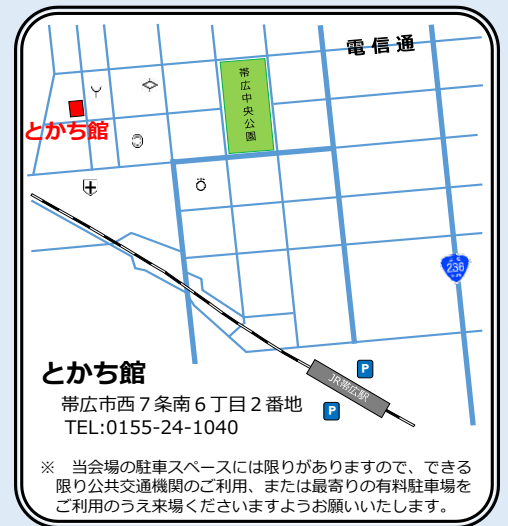 電信通
帯広中央公園
とかち館
236
P
JR帯広駅
P
とかち館
帯広市西７条南６丁目２番地
TEL:0155-24-1040
※　当会場の駐車スペースには限りがありますので、できる
限り公共交通機関のご利用、または最寄りの有料駐車場を
ご利用のうえ来場くださいますようお願いいたします。